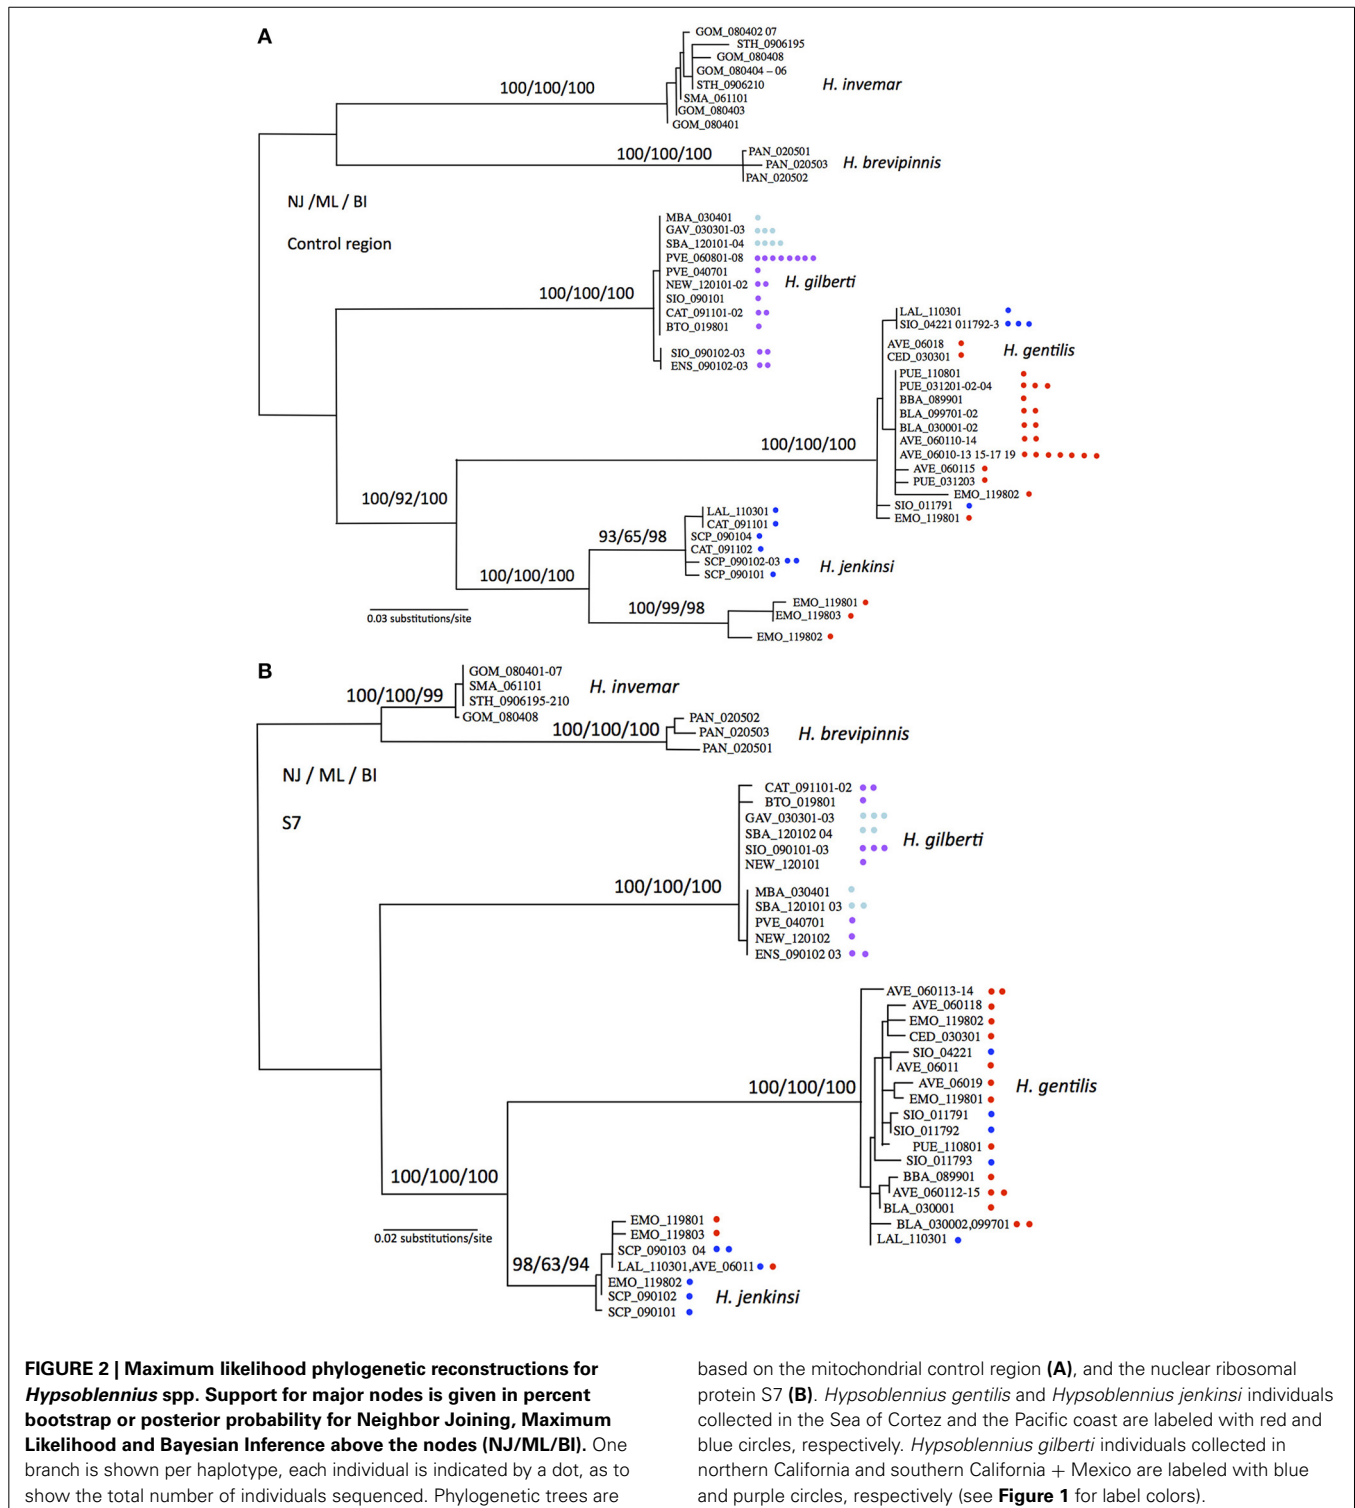 A
GOM_080402 07
STH_0906195
GOM_080408
GOM_080404 – 06
STH_0906210
SMA_061101
GOM_080403
GOM_080401
100/100/100
H. invemar
100/100/100
PAN_020501
PAN_020503
PAN_020502
H. brevipinnis
NJ /ML / BI
Control region
MBA_030401
GAV_030301-03
SBA_120101-04
PVE_060801-08
PVE_040701
NEW_120101-02
SIO_090101
CAT_091101-02
BTO_019801
SIO_090102-03
ENS_090102-03
100/100/100
H. gilberti
LAL_110301
SIO_04221 011792-3
AVE_06018
CED_030301
PUE_110801
PUE_031201-02-04
BBA_089901
BLA_099701-02
BLA_030001-02
AVE_060110-14
AVE_06010-13 15-17 19
AVE_060115
PUE_031203
EMO_119802
SIO_011791
EMO_119801
H. gentilis
100/100/100
100/92/100
LAL_110301
CAT_091101
SCP_090104
CAT_091102
SCP_090102-03
SCP_090101
93/65/98
H. jenkinsi
100/100/100
100/99/98
EMO_119801
EMO_119803
EMO_119802
0.03 substitutions/site
B
GOM_080401-07
SMA_061101
STH_0906195-210
GOM_080408
100/100/99
H. invemar
100/100/100
PAN_020502
PAN_020503
PAN_020501
H. brevipinnis
NJ / ML / BI
S7
CAT_091101-02
BTO_019801
GAV_030301-03
SBA_120102 04
SIO_090101-03
NEW_120101
MBA_030401
SBA_120101 03
PVE_040701
NEW_120102
ENS_090102 03
100/100/100
H. gilberti
AVE_060113-14
AVE_060118
EMO_119802
CED_030301
SIO_04221
AVE_06011
AVE_06019
EMO_119801
SIO_011791
SIO_011792
PUE_110801
SIO_011793
BBA_089901
AVE_060112-15
BLA_030001
BLA_030002,099701
LAL_110301
100/100/100
H. gentilis
100/100/100
0.02 substitutions/site
EMO_119801
EMO_119803
SCP_090103 04
LAL_110301,AVE_06011
EMO_119802
SCP_090102
SCP_090101
98/63/94
H. jenkinsi
FIGURE 2 | Maximum likelihood phylogenetic reconstructions for
Hypsoblennius spp. Support for major nodes is given in percent
bootstrap or posterior probability for Neighbor Joining, Maximum
Likelihood and Bayesian Inference above the nodes (NJ/ML/BI). One
branch is shown per haplotype, each individual is indicated by a dot, as to
show the total number of individuals sequenced. Phylogenetic trees are
based on the mitochondrial control region (A), and the nuclear ribosomal
protein S7 (B). Hypsoblennius gentilis and Hypsoblennius jenkinsi individuals
collected in the Sea of Cortez and the Pacific coast are labeled with red and
blue circles, respectively. Hypsoblennius gilberti individuals collected in
northern California and southern California + Mexico are labeled with blue
and purple circles, respectively (see Figure 1 for label colors).